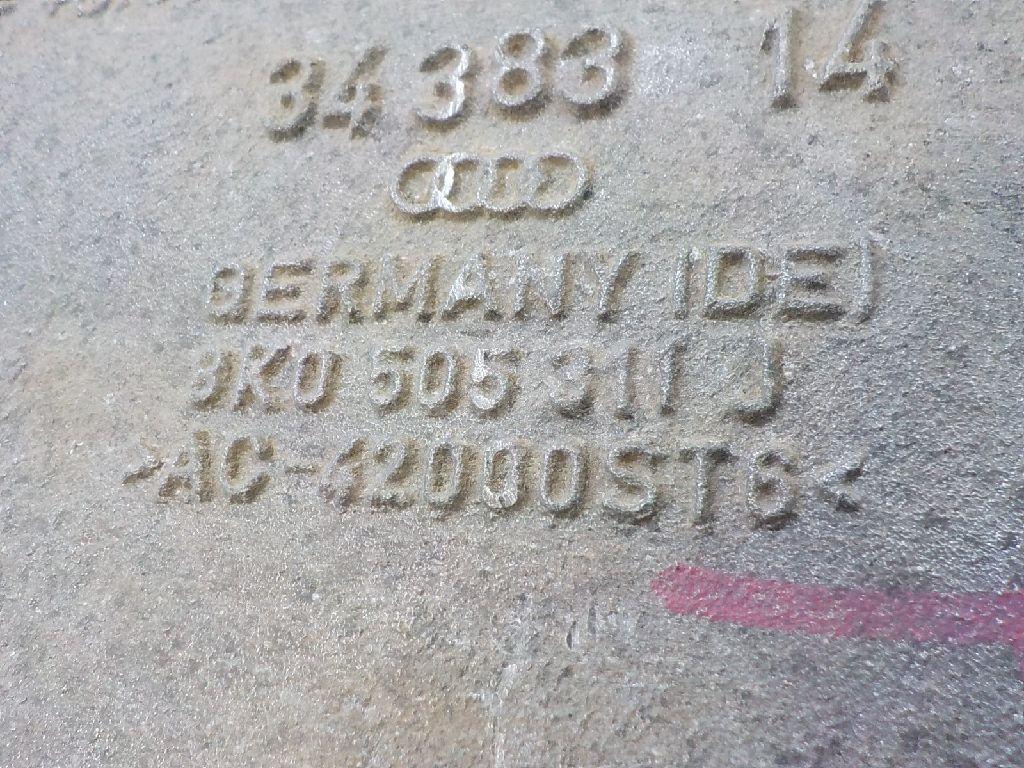 34 383 14
GERMANY (DE)
8K0 505 311 J
>AC-42000ST6<